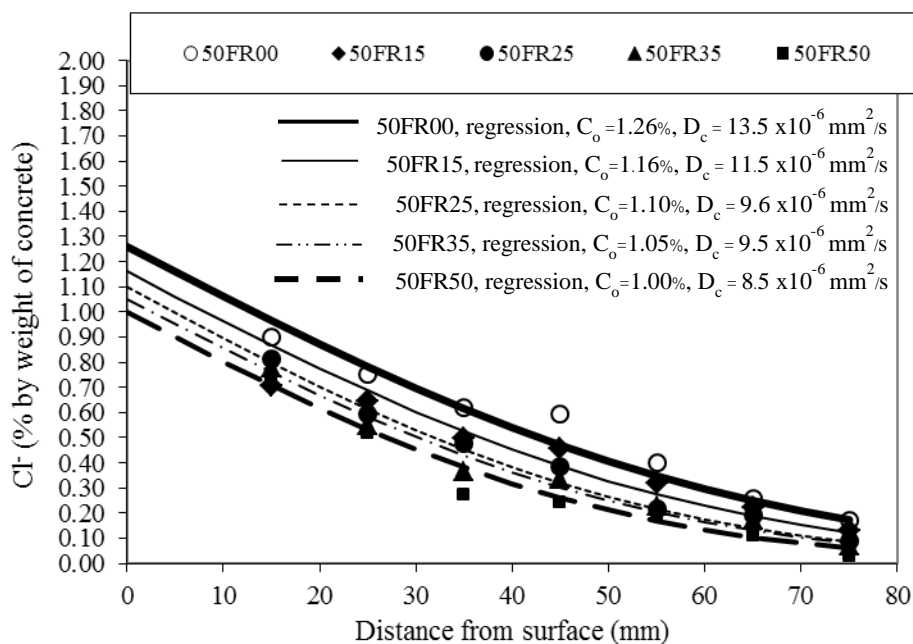 50FR00 50FR15 50FR25 50FR35 50FR50
50FR00, regression, Cₒ=1.26%, D꜀ = 13.5 x10⁻⁶ mm²/s
50FR15, regression, Cₒ=1.16%, D꜀ = 11.5 x10⁻⁶ mm²/s
50FR25, regression, Cₒ=1.10%, D꜀ = 9.6 x10⁻⁶ mm²/s
50FR35, regression, Cₒ=1.05%, D꜀ = 9.5 x10⁻⁶ mm²/s
50FR50, regression, Cₒ=1.00%, D꜀ = 8.5 x10⁻⁶ mm²/s
Cl⁻ (% by weight of concrete)
2.00
1.90
1.80
1.70
1.60
1.50
1.40
1.30
1.20
1.10
1.00
0.90
0.80
0.70
0.60
0.50
0.40
0.30
0.20
0.10
0.00
0 10 20 30 40 50 60 70 80
Distance from surface (mm)